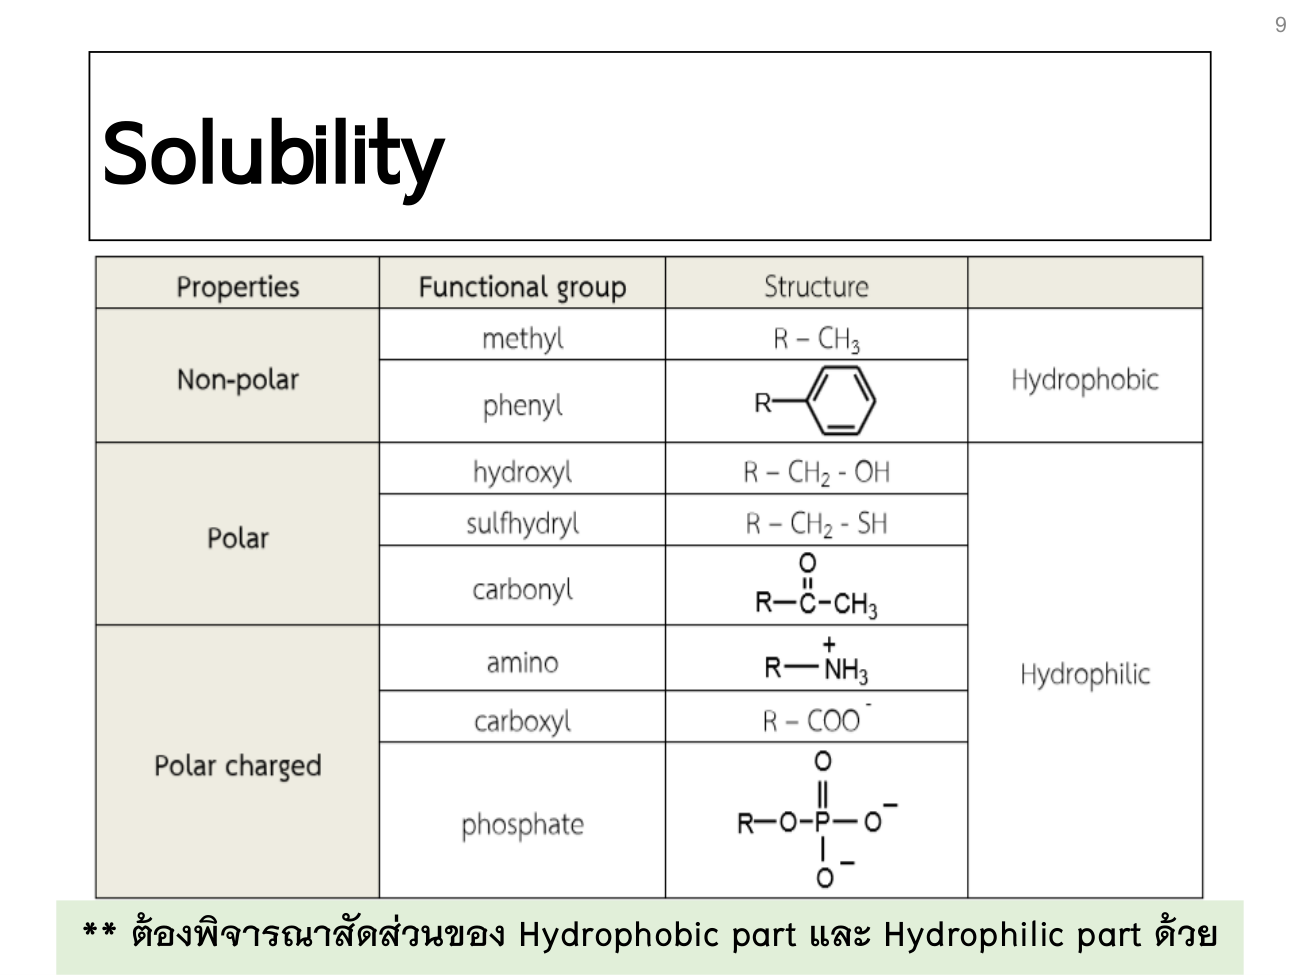 9
Solubility
Properties Functional group Structure
Non-polar methyl R – CH₃ Hydrophobic
phenyl R
Polar hydroxyl R – CH₂ - OH Hydrophilic
sulfhydryl R – CH₂ - SH
carbonyl O
R—C–CH₃
Polar charged amino +
R—NH₃
carboxyl R – COO⁻
phosphate O
R—O–P—O⁻
O⁻
** ต้องพิจารณาสัดส่วนของ Hydrophobic part และ Hydrophilic part ด้วย